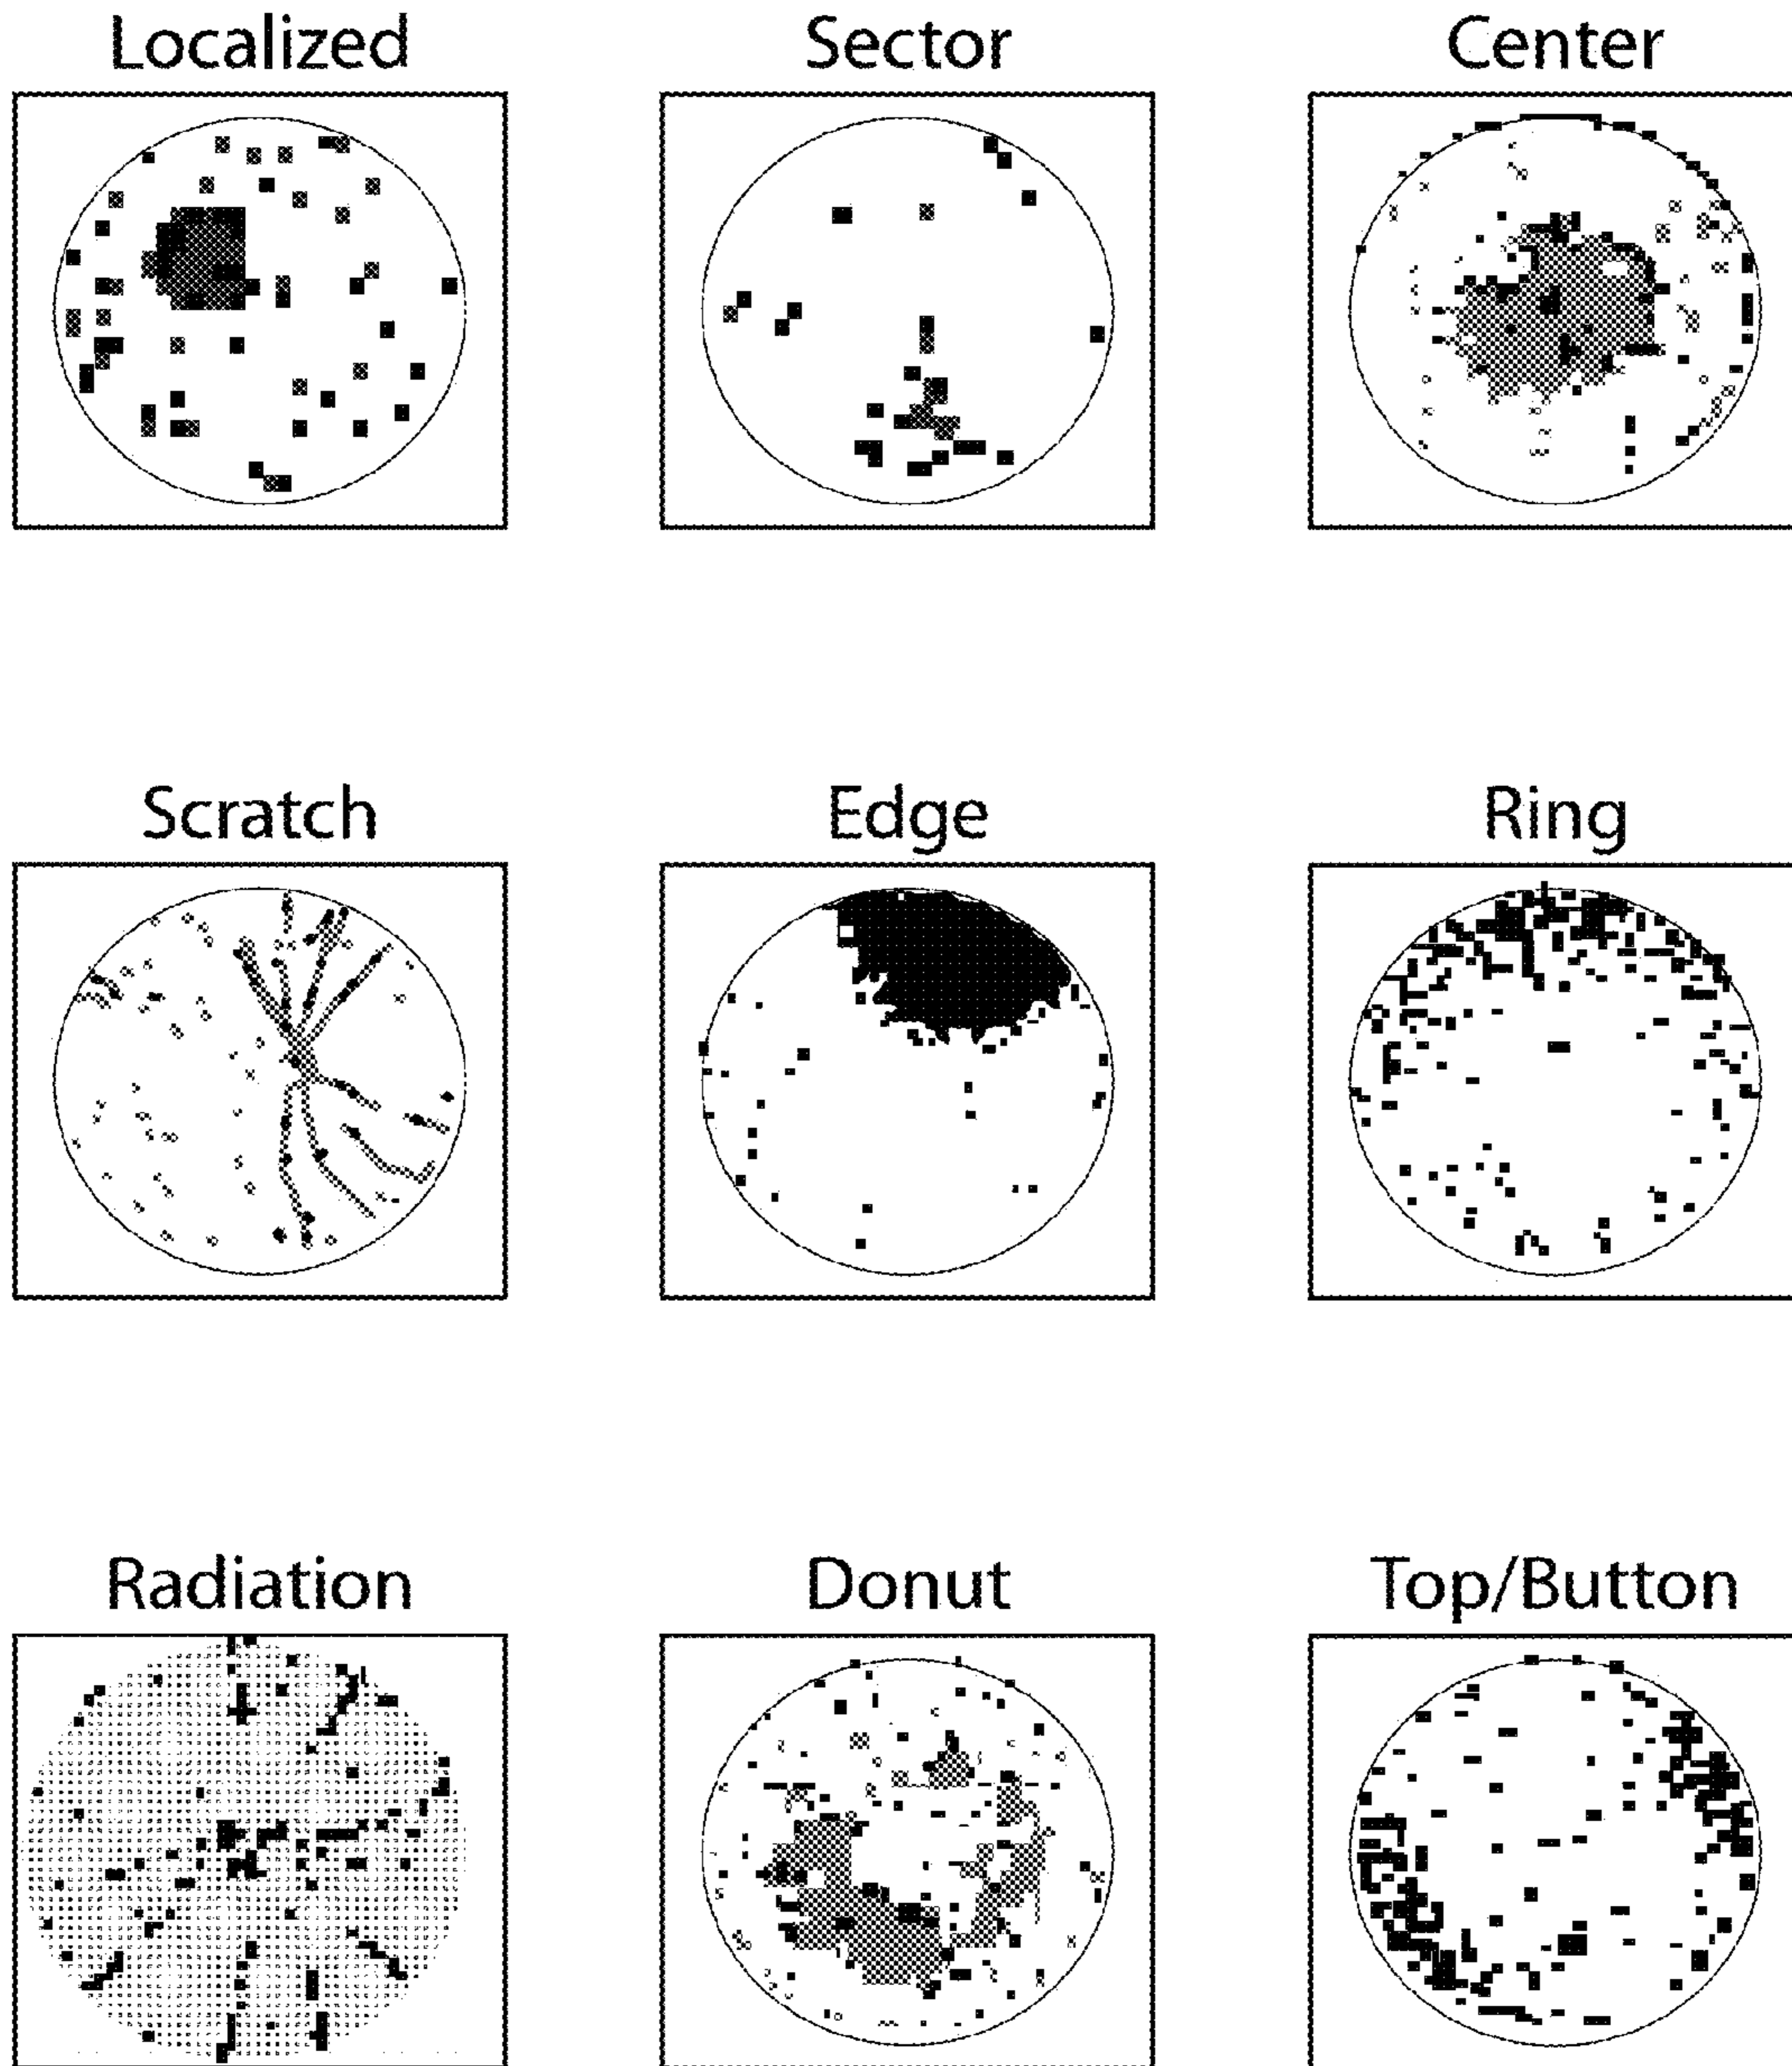 Localized
Sector
Center
Scratch
Edge
Ring
Radiation
Donut
Top/Button